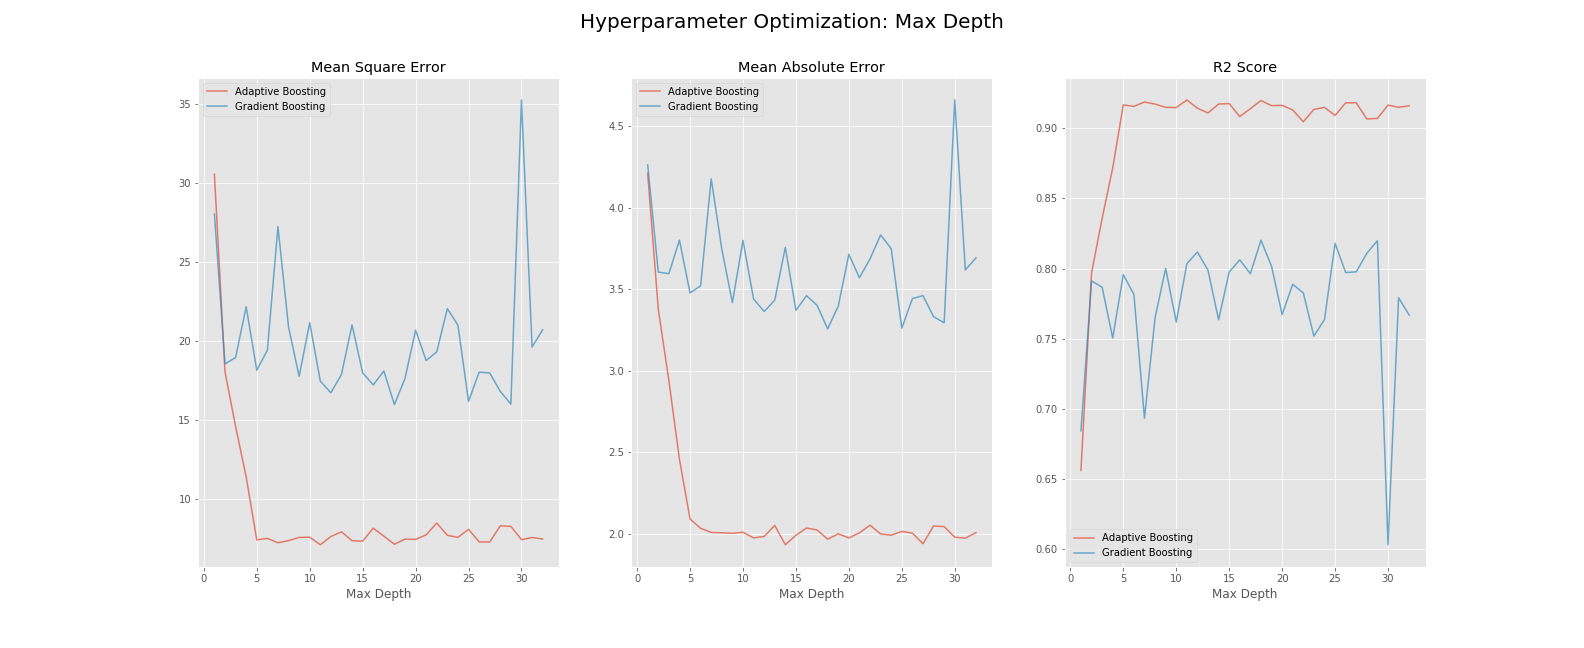 Hyperparameter Optimization: Max Depth
Mean Square Error
Adaptive Boosting
Gradient Boosting
35
30
25
20
15
10
0 5 10 15 20 25 30
Max Depth
Mean Absolute Error
Adaptive Boosting
Gradient Boosting
4.5
4.0
3.5
3.0
2.5
2.0
0 5 10 15 20 25 30
Max Depth
R2 Score
0.90
0.85
0.80
0.75
0.70
0.65
0.60
Adaptive Boosting
Gradient Boosting
0 5 10 15 20 25 30
Max Depth